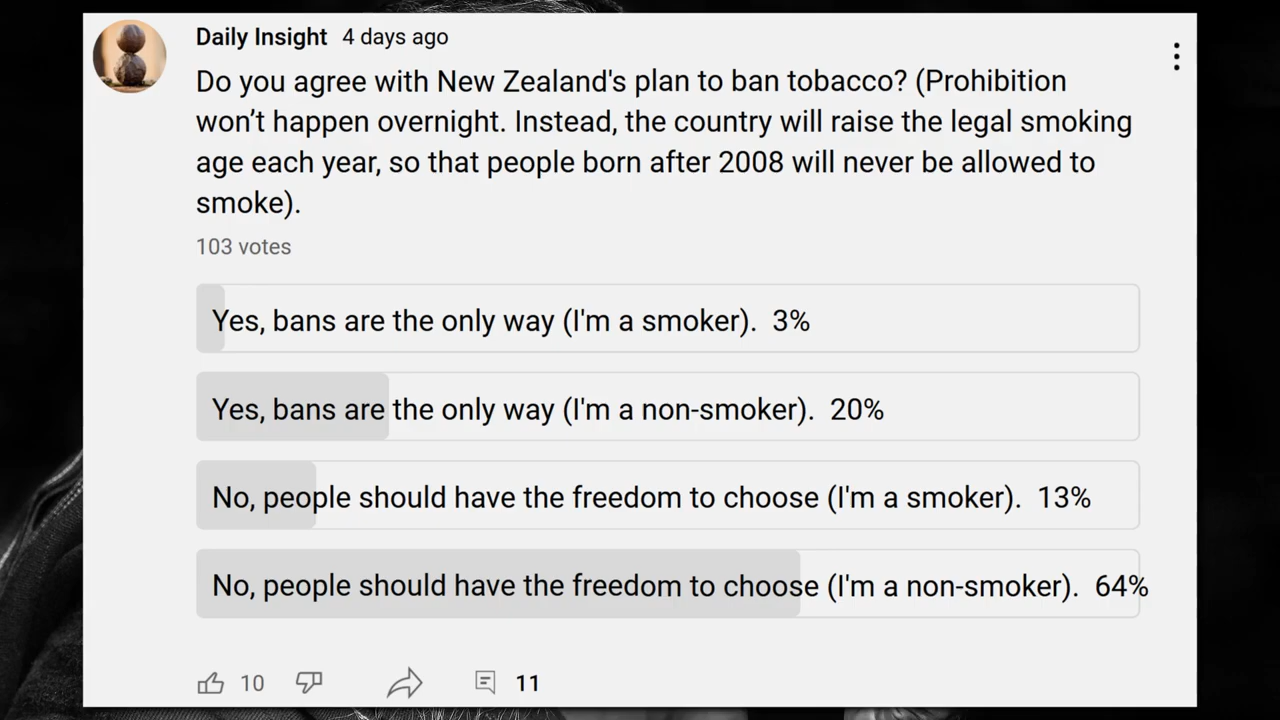 Daily Insight 4 days ago
Do you agree with New Zealand's plan to ban tobacco? (Prohibition
won’t happen overnight. Instead, the country will raise the legal smoking
age each year, so that people born after 2008 will never be allowed to
smoke).
103 votes
Yes, bans are the only way (I'm a smoker). 3%
Yes, bans are the only way (I'm a non-smoker). 20%
No, people should have the freedom to choose (I'm a smoker). 13%
No, people should have the freedom to choose (I'm a non-smoker). 64%
10 11